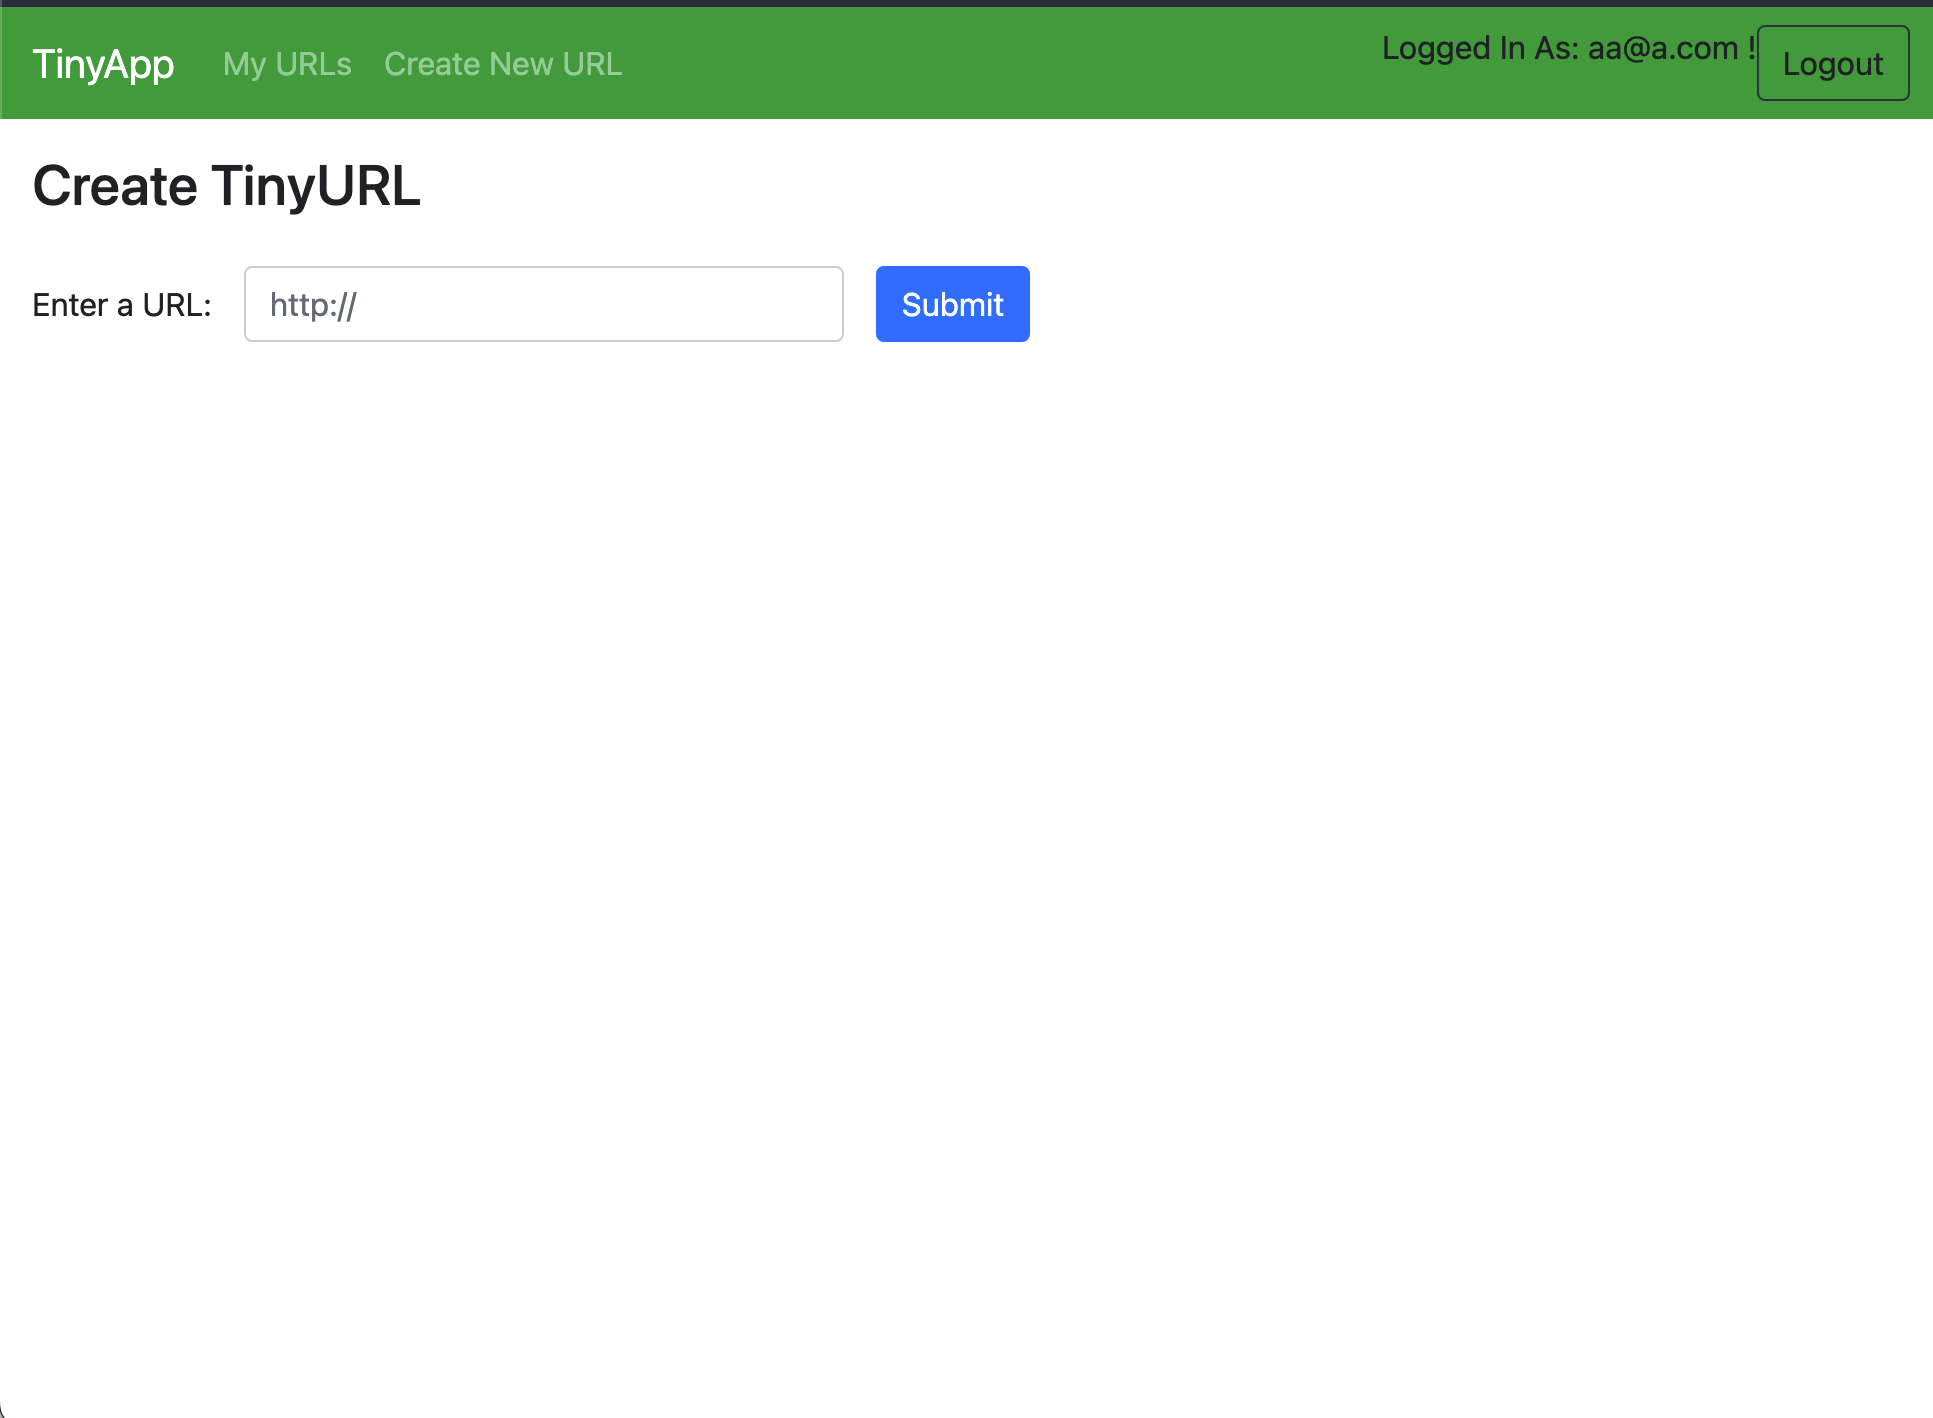 TinyApp My URLs Create New URL Logged In As: aa@a.com ! Logout
Create TinyURL
Enter a URL: http:// Submit